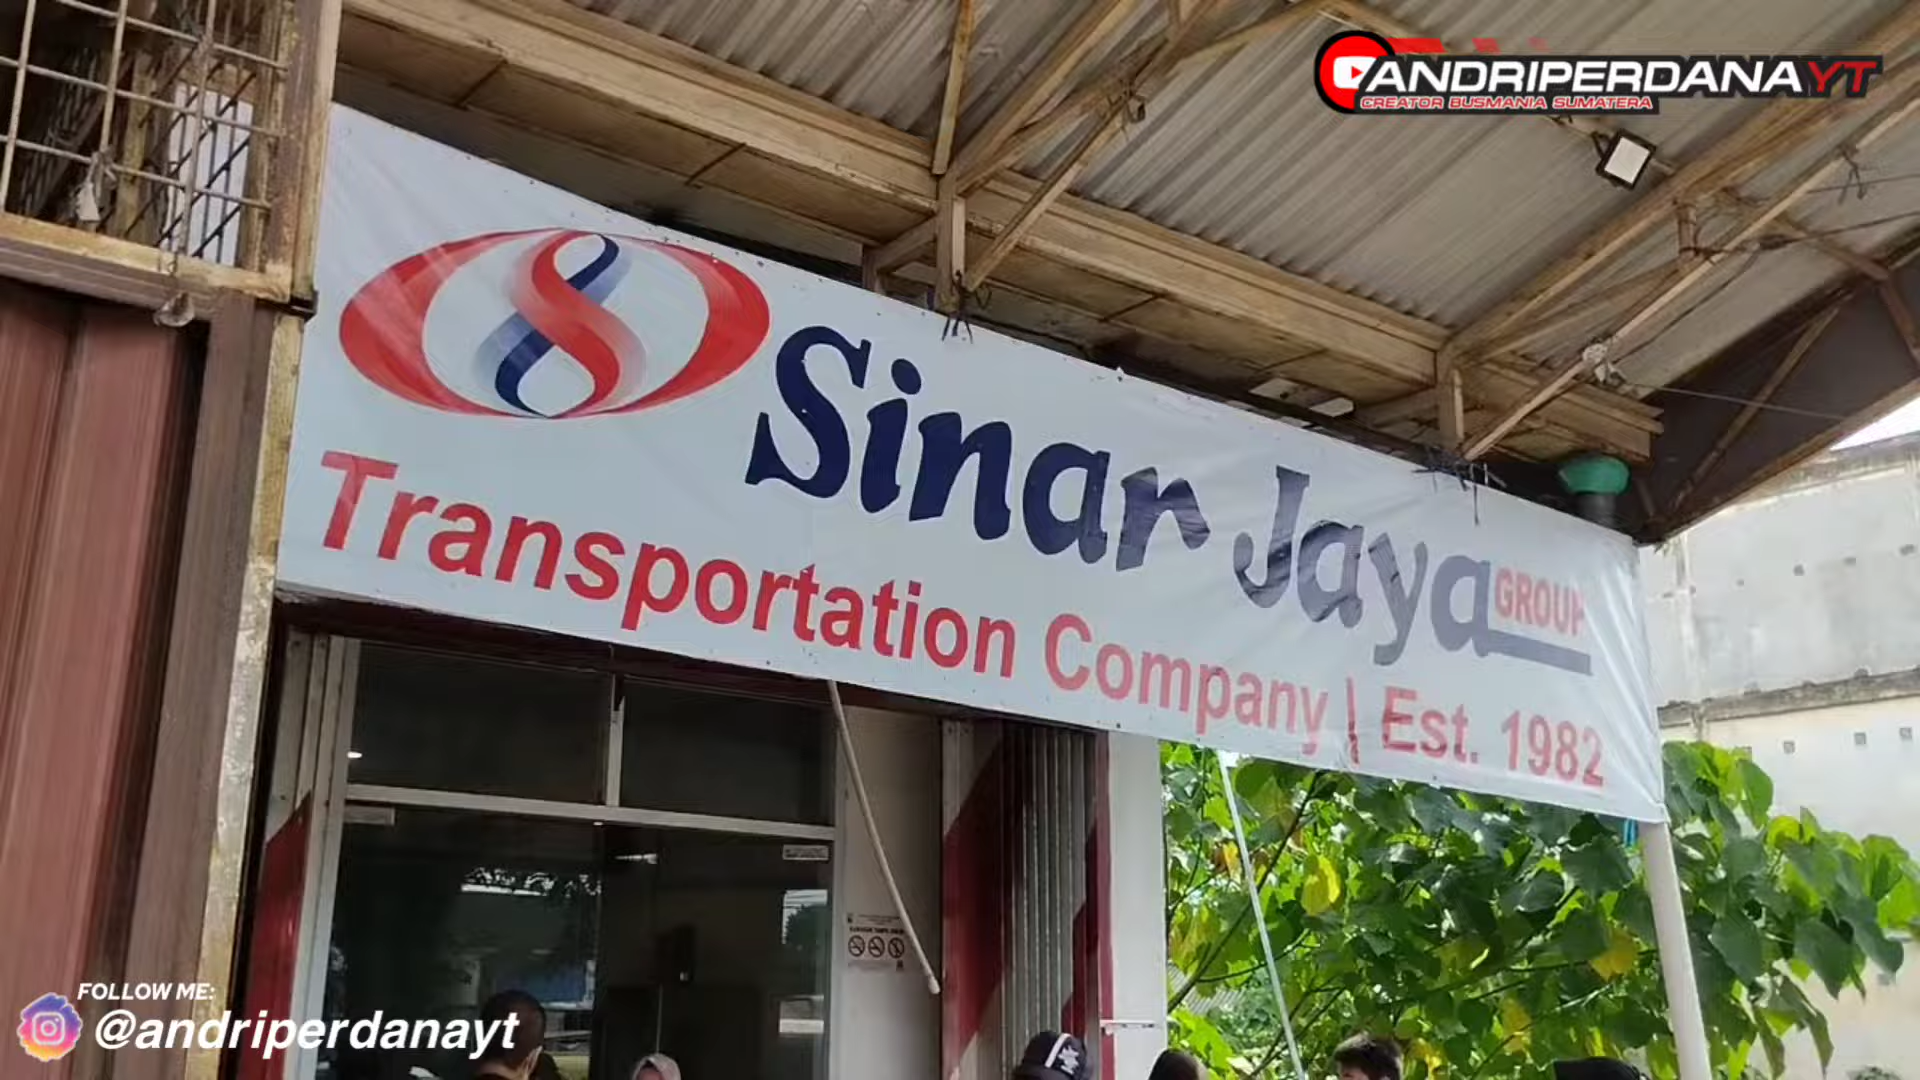 ANDRIPERDANAYT
CREATOR BUSMANIA SUMATERA
Sinar Jaya GROUP
Transportation Company | Est. 1982
FOLLOW ME:
@andriperdanayt